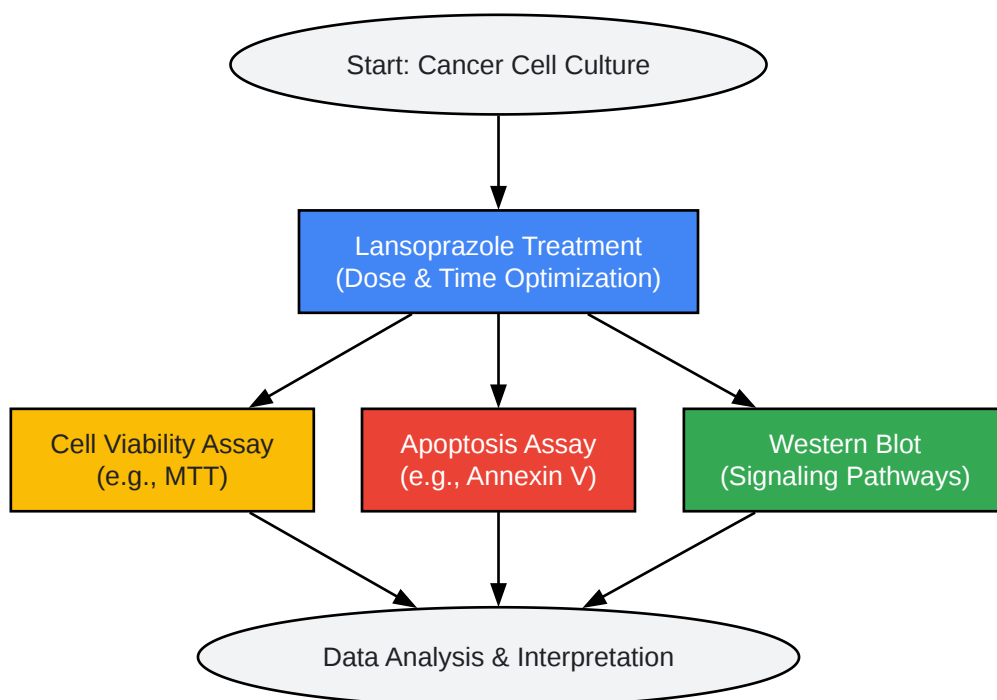 Start: Cancer Cell Culture
Lansoprazole Treatment
(Dose & Time Optimization)
Cell Viability Assay
(e.g., MTT)
Apoptosis Assay
(e.g., Annexin V)
Western Blot
(Signaling Pathways)
Data Analysis & Interpretation